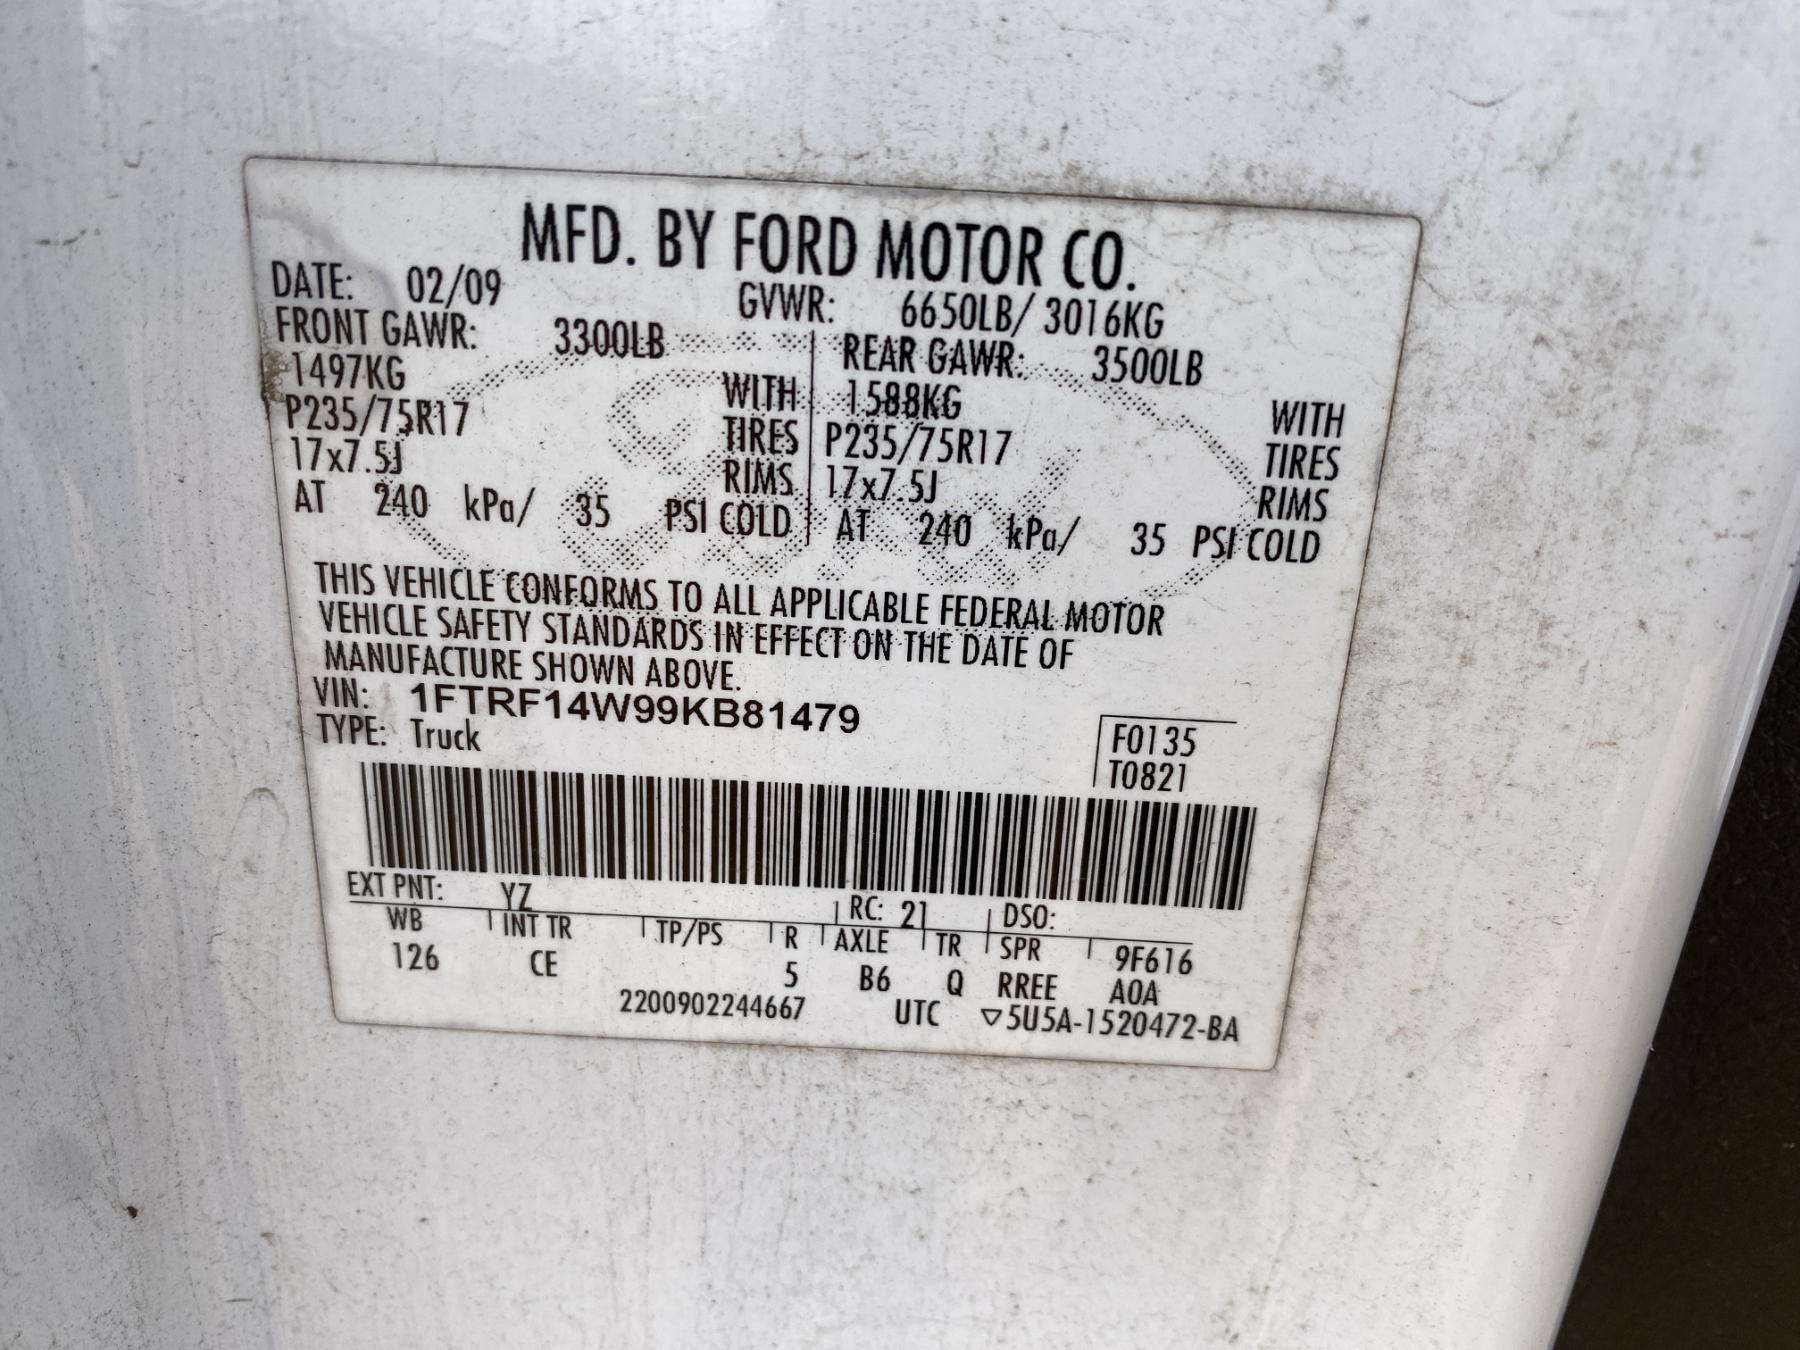 MFD. BY FORD MOTOR CO.
DATE: 02/09 GVWR: 6650LB/ 3016KG
FRONT GAWR: 3300LB REAR GAWR: 3500LB
1497KG WITH 1588KG WITH
P235/75R17 TIRES P235/75R17 TIRES
17x7.5J RIMS 17x7.5J RIMS
AT 240 kPa/ 35 PSI COLD AT 240 kPa/ 35 PSI COLD
THIS VEHICLE CONFORMS TO ALL APPLICABLE FEDERAL MOTOR
VEHICLE SAFETY STANDARDS IN EFFECT ON THE DATE OF
MANUFACTURE SHOWN ABOVE.
VIN: 1FTRF14W99KB81479
TYPE: Truck
F0135
T0821
EXT PNT: YZ RC: 21 DSO:
WB INT TR TP/PS R AXLE TR SPR 9F616
126 CE 5 B6 Q RREE A0A
2200902244667 UTC ▽5U5A-1520472-BA